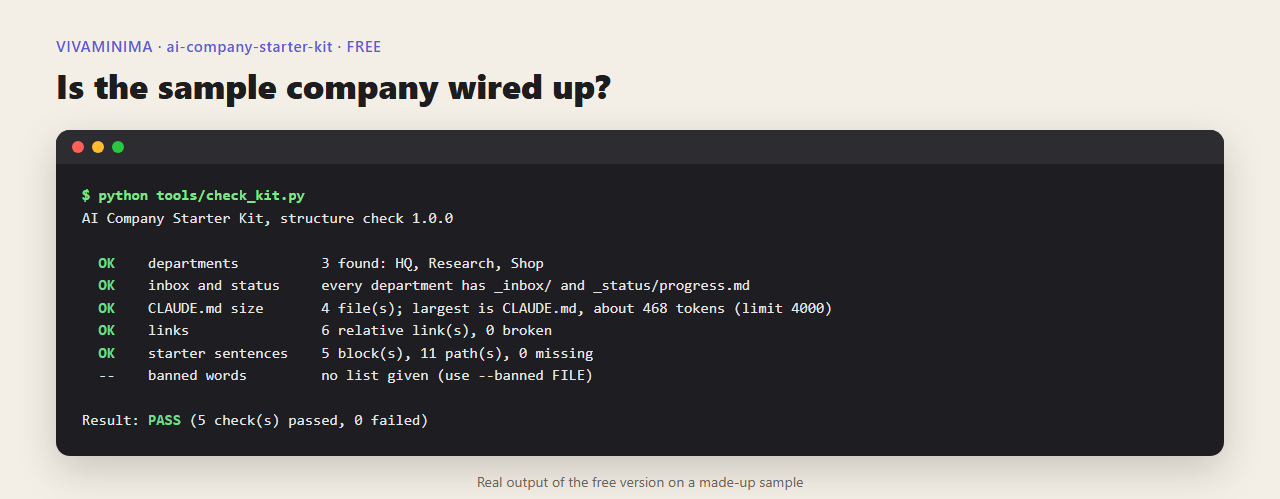 VIVAMINIMA · ai-company-starter-kit · FREE
Is the sample company wired up?
$ python tools/check_kit.py
AI Company Starter Kit, structure check 1.0.0
OK departments 3 found: HQ, Research, Shop
OK inbox and status every department has _inbox/ and _status/progress.md
OK CLAUDE.md size 4 file(s); largest is CLAUDE.md, about 468 tokens (limit 4000)
OK links 6 relative link(s), 0 broken
OK starter sentences 5 block(s), 11 path(s), 0 missing
-- banned words no list given (use --banned FILE)
Result: PASS (5 check(s) passed, 0 failed)
Real output of the free version on a made-up sample